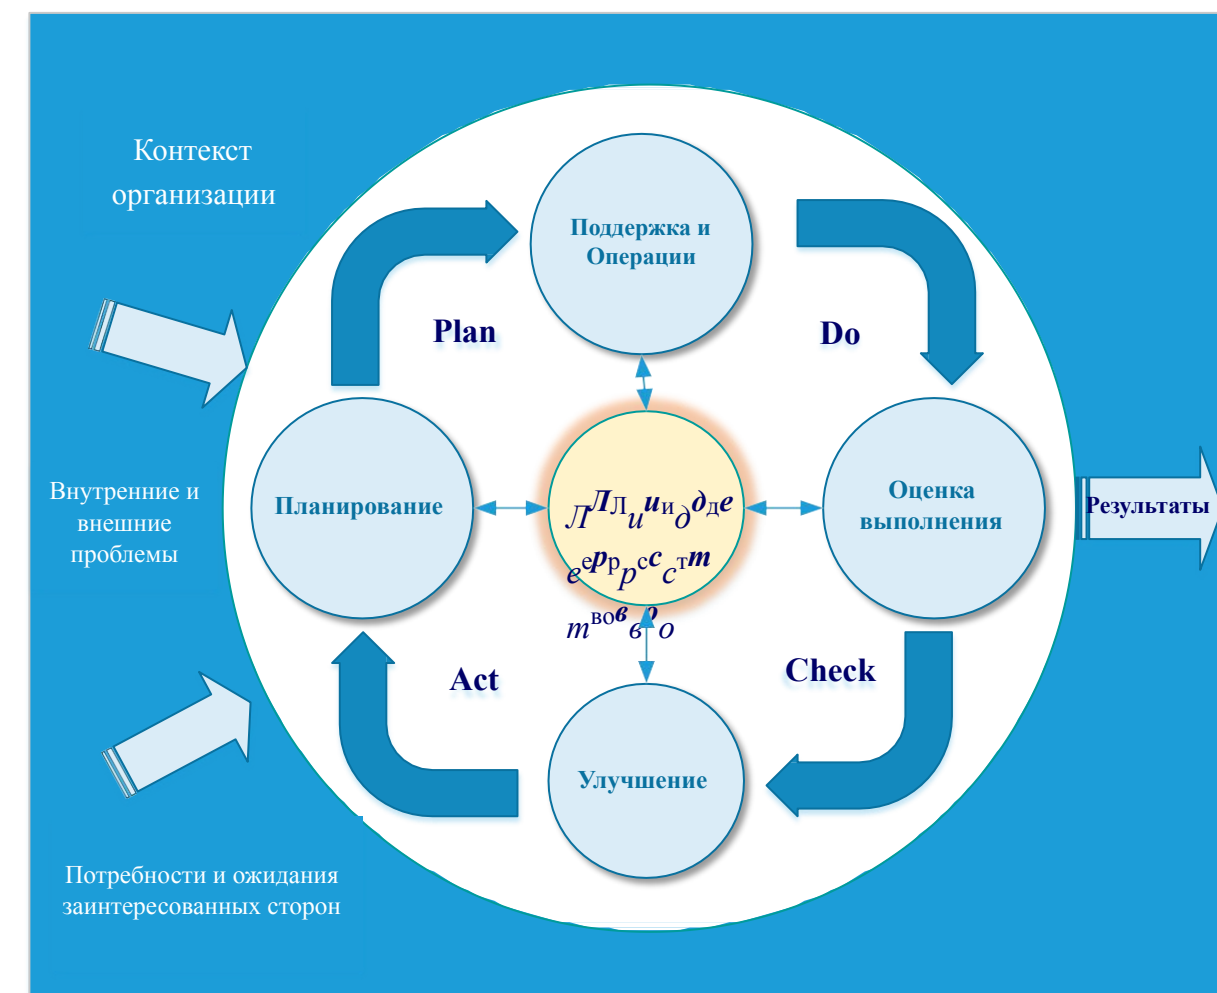 Контекст
организации
Поддержка и
Операции
Plan
Do
Внутренние и
внешние
проблемы
Планирование
Оценка
выполнения
Результаты
Act
Check
Улучшение
Потребности и ожидания
заинтересованных сторон